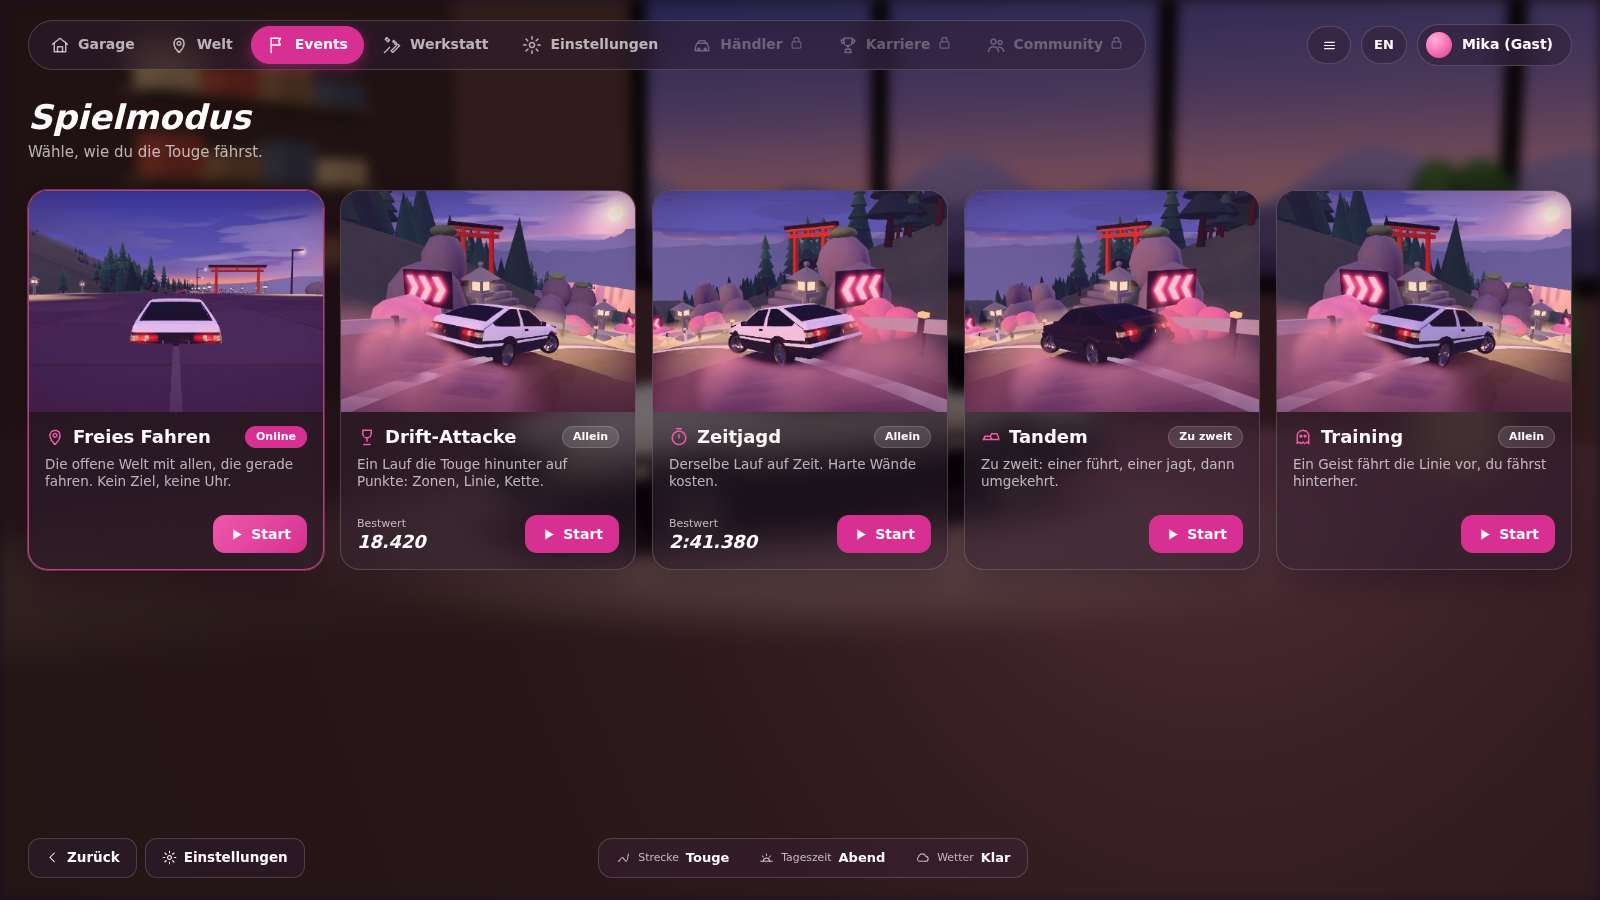 Garage
Welt
Events
Werkstatt
Einstellungen
Händler
Karriere
Community
EN
Mika (Gast)
Spielmodus
Wähle, wie du die Touge fährst.
Freies Fahren
Online
Die offene Welt mit allen, die gerade
fahren. Kein Ziel, keine Uhr.
Start
Drift-Attacke
Allein
Ein Lauf die Touge hinunter auf
Punkte: Zonen, Linie, Kette.
Bestwert
18.420
Start
Zeitjagd
Allein
Derselbe Lauf auf Zeit. Harte Wände
kosten.
Bestwert
2:41.380
Start
Tandem
Zu zweit
Zu zweit: einer führt, einer jagt, dann
umgekehrt.
Start
Training
Allein
Ein Geist fährt die Linie vor, du fährst
hinterher.
Start
Zurück
Einstellungen
Strecke Touge
Tageszeit Abend
Wetter Klar